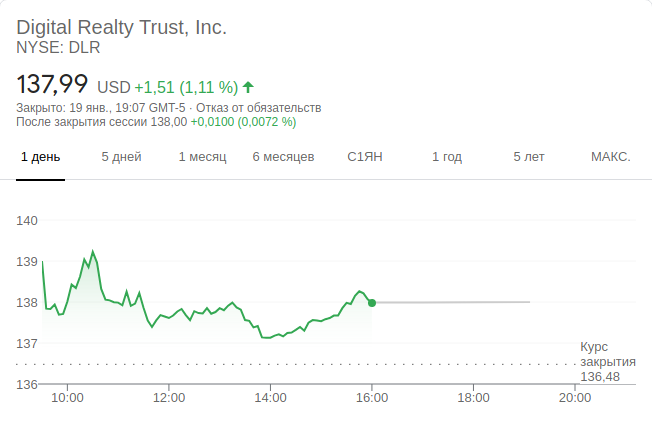 Digital Realty Trust, Inc.
NYSE: DLR
137,99 USD +1,51 (1,11 %)
Закрыто: 19 янв., 19:07 GMT-5 · Отказ от обязательств
После закрытия сессии 138,00 +0,0100 (0,0072 %)
1 день 5 дней 1 месяц 6 месяцев С1ЯН 1 год 5 лет МАКС.
140
139
138
137
Курс
закрытия
136,48
136
10:00 12:00 14:00 16:00 18:00 20:00